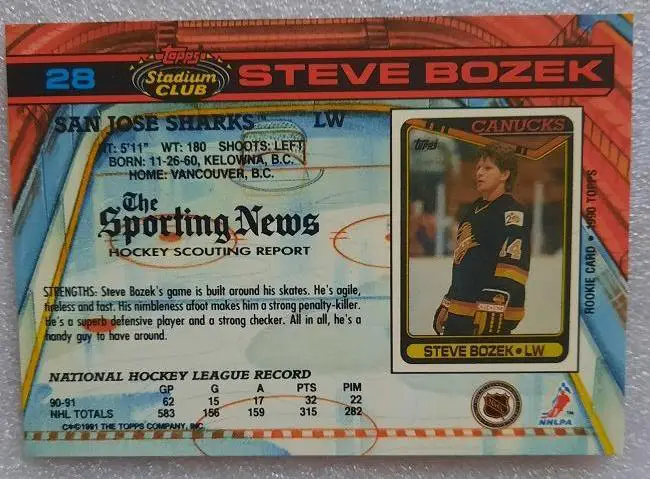 28
Topps
Stadium
CLUB
STEVE BOZEK
SAN JOSE SHARKS™ LW
HT: 5'11" WT: 180 SHOOTS: LEFT
BORN: 11-26-60, KELOWNA, B.C.
HOME: VANCOUVER, B.C.
The
Sporting News
HOCKEY SCOUTING REPORT
STRENGTHS: Steve Bozek's game is built around his skates. He's agile,
tireless and fast. His nimbleness afoot makes him a strong penalty-killer.
He's a superb defensive player and a strong checker. All in all, he's a
handy guy to have around.
CANUCKS
Topps
14
STEVE BOZEK • LW
ROOKIE CARD • 1990 TOPPS
NATIONAL HOCKEY LEAGUE RECORD
GP G A PTS PIM
90-91 62 15 17 32 22
NHL TOTALS 583 156 159 315 282
C✻©1991 THE TOPPS COMPANY, INC.
NHL
NHLPA™